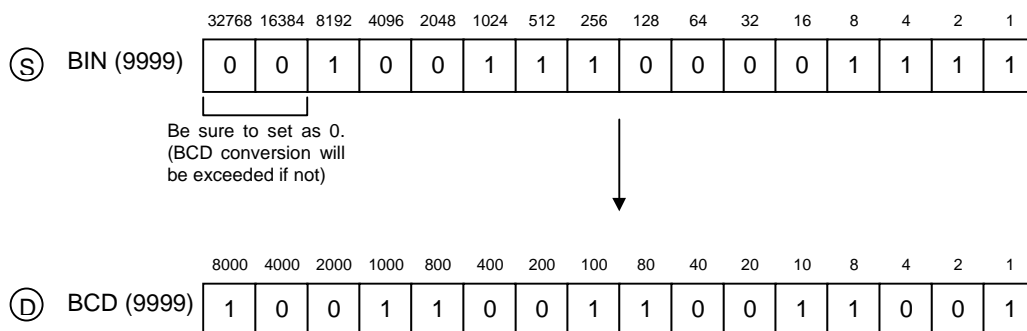 32768 16384 8192 4096 2048 1024 512 256 128 64 32 16 8 4 2 1
S BIN (9999) 0 0 1 0 0 1 1 1 0 0 0 0 1 1 1 1
Be sure to set as 0.
(BCD conversion will
be exceeded if not)
8000 4000 2000 1000 800 400 200 100 80 40 20 10 8 4 2 1
D BCD (9999) 1 0 0 1 1 0 0 1 1 0 0 1 1 0 0 1